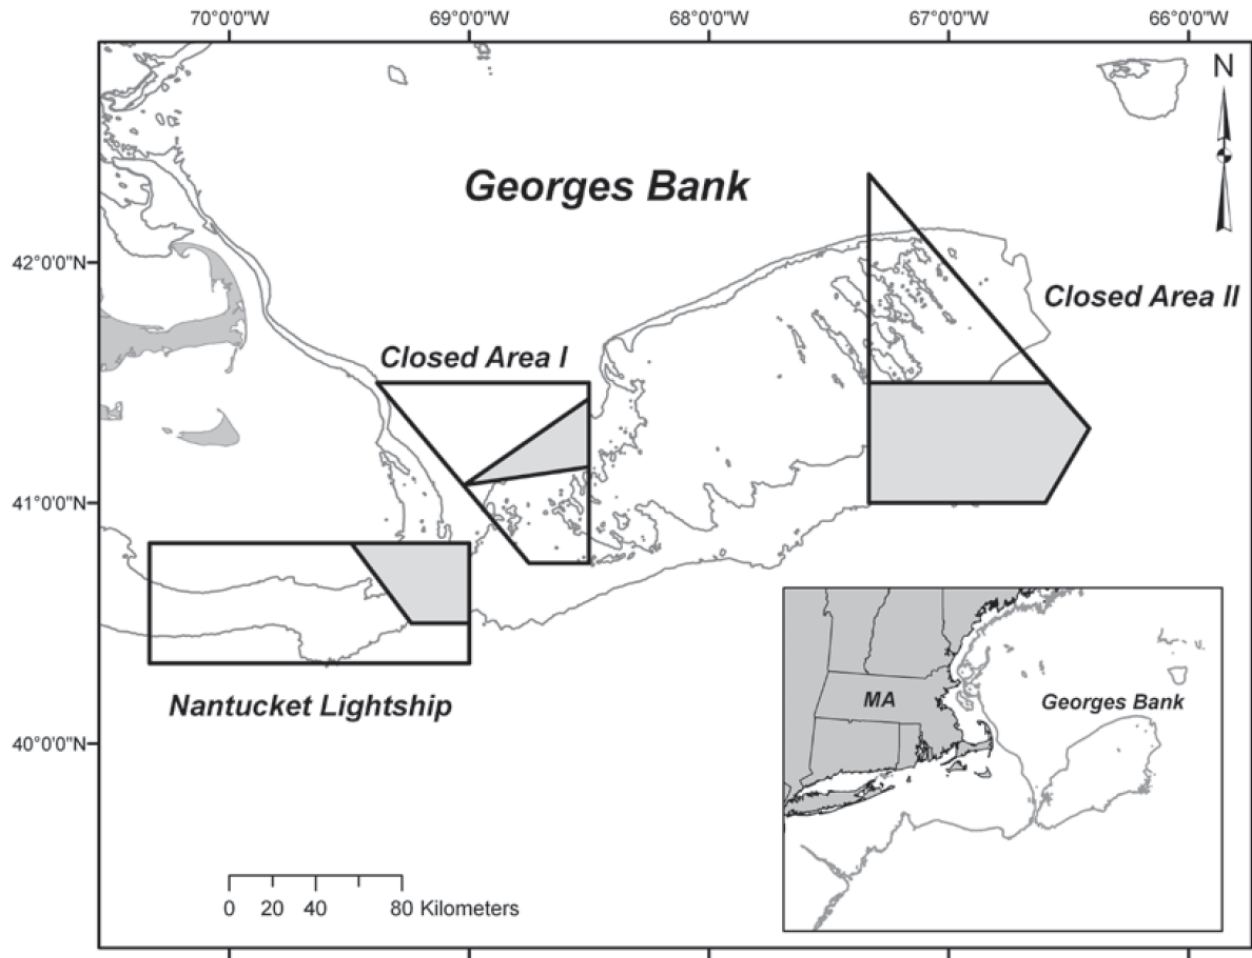 70°0'0"W 69°0'0"W 68°0'0"W 67°0'0"W 66°0'0"W
N
Georges Bank
42°0'0"N
Closed Area II
Closed Area I
41°0'0"N
Nantucket Lightship
MA
Georges Bank
40°0'0"N
0 20 40 80 Kilometers